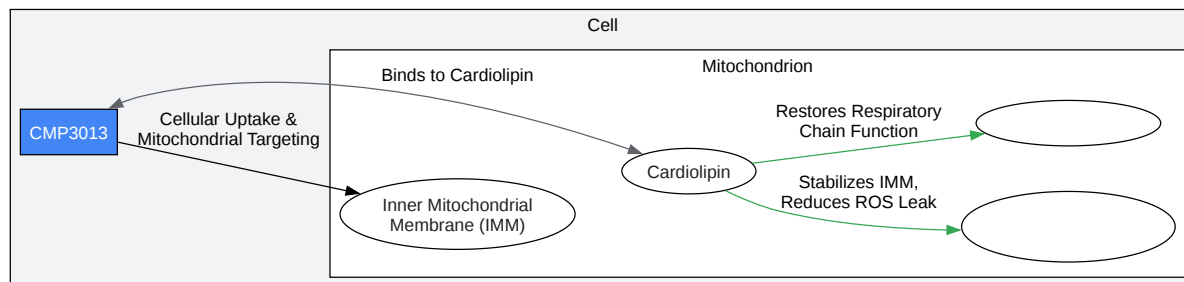 Cell
Mitochondrion
Binds to Cardiolipin
CMP3013
Cellular Uptake &
Mitochondrial Targeting
Restores Respiratory
Chain Function
Cardiolipin
Stabilizes IMM,
Reduces ROS Leak
Inner Mitochondrial
Membrane (IMM)